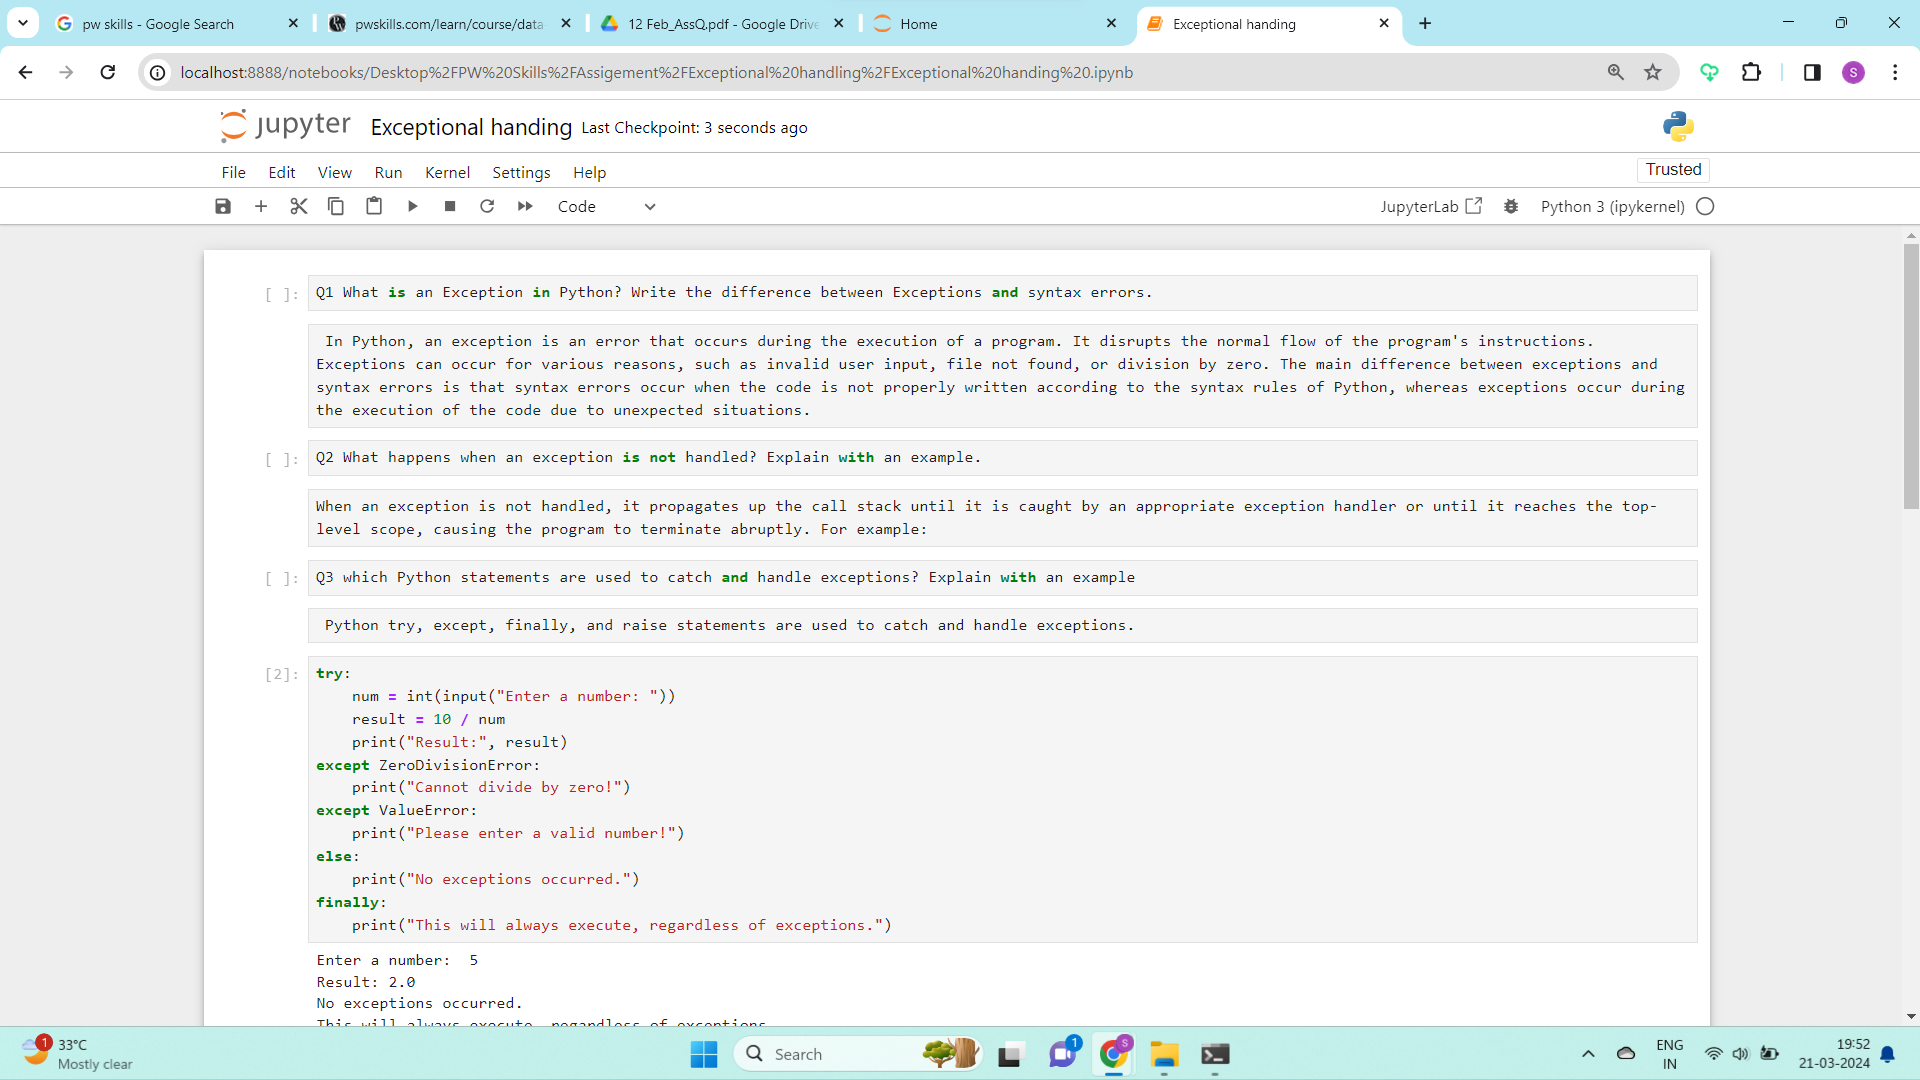 pw skills - Google Search
pwskills.com/learn/course/data
12 Feb_AssQ.pdf - Google Drive
Home
Exceptional handing
localhost:8888/notebooks/Desktop%2FPW%20Skills%2FAssigement%2FExceptional%20handling%2FExceptional%20handing%20.ipynb
S
jupyter Exceptional handing Last Checkpoint: 3 seconds ago
File Edit View Run Kernel Settings Help
Trusted
Code
JupyterLab
Python 3 (ipykernel)
[ ]: Q1 What is an Exception in Python? Write the difference between Exceptions and syntax errors.
In Python, an exception is an error that occurs during the execution of a program. It disrupts the normal flow of the program's instructions.
Exceptions can occur for various reasons, such as invalid user input, file not found, or division by zero. The main difference between exceptions and
syntax errors is that syntax errors occur when the code is not properly written according to the syntax rules of Python, whereas exceptions occur during
the execution of the code due to unexpected situations.
[ ]: Q2 What happens when an exception is not handled? Explain with an example.
When an exception is not handled, it propagates up the call stack until it is caught by an appropriate exception handler or until it reaches the top-
level scope, causing the program to terminate abruptly. For example:
[ ]: Q3 which Python statements are used to catch and handle exceptions? Explain with an example
Python try, except, finally, and raise statements are used to catch and handle exceptions.
[2]: try:
num = int(input("Enter a number: "))
result = 10 / num
print("Result:", result)
except ZeroDivisionError:
print("Cannot divide by zero!")
except ValueError:
print("Please enter a valid number!")
else:
print("No exceptions occurred.")
finally:
print("This will always execute, regardless of exceptions.")
Enter a number:  5
Result: 2.0
No exceptions occurred.
This will always execute, regardless of exceptions.
1
33°C
Mostly clear
Search
1
S
ENG
IN
19:52
21-03-2024